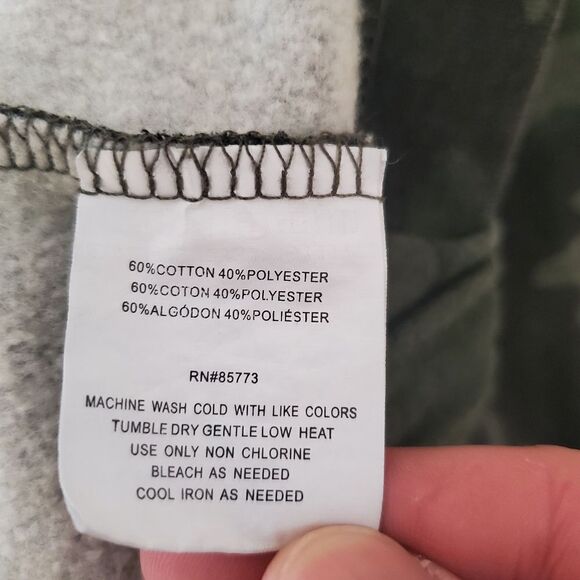 60%COTTON 40%POLYESTER
60%COTON 40%POLYESTER
60%ALGÓDON 40%POLIÉSTER
RN#85773
MACHINE WASH COLD WITH LIKE COLORS
TUMBLE DRY GENTLE LOW HEAT
USE ONLY NON CHLORINE
BLEACH AS NEEDED
COOL IRON AS NEEDED